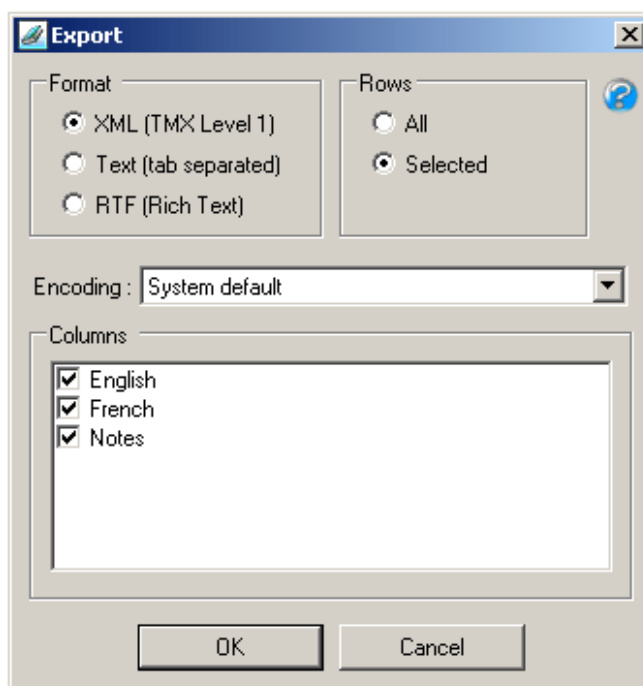 Export
Format
XML (TMX Level 1)
Text (tab separated)
RTF (Rich Text)
Rows
All
Selected
?
Encoding : System default
Columns
English
French
Notes
OK
Cancel